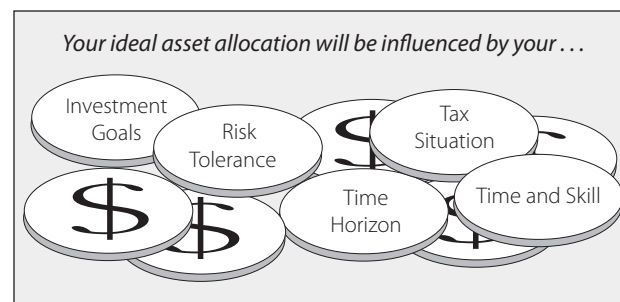 Your ideal asset allocation will be influenced by your . . .
Investment
Goals
Risk
Tolerance
$
Tax
Situation
$
$
Time
Horizon
$
Time and Skill